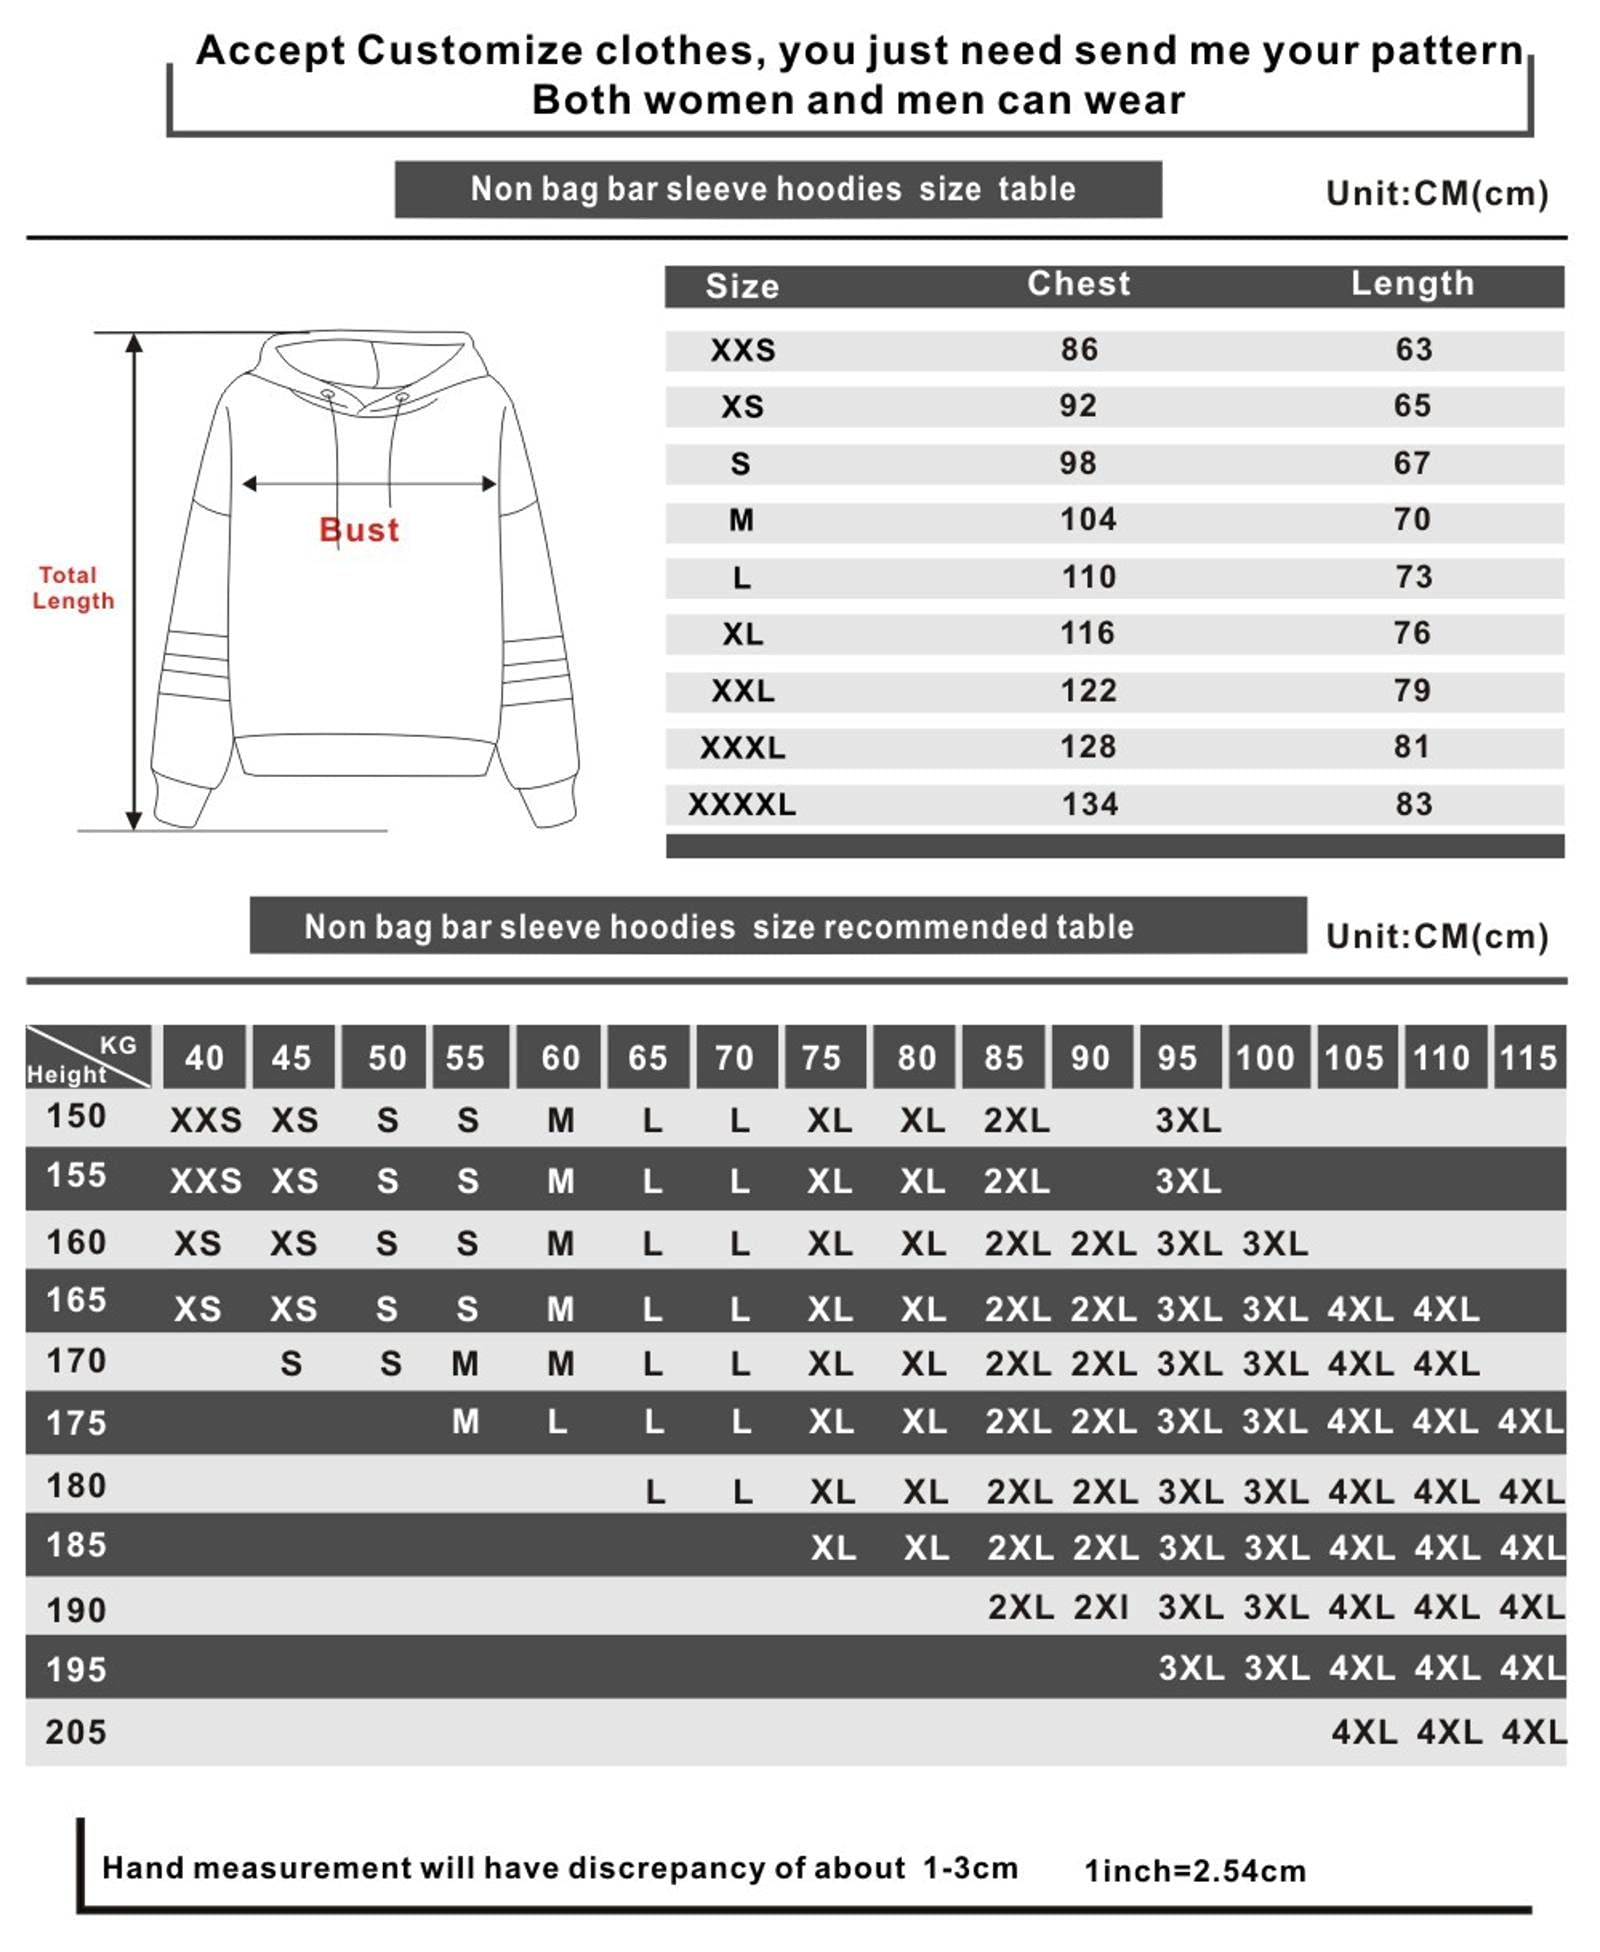 Accept Customize clothes, you just need send me your pattern
Both women and men can wear
Non bag bar sleeve hoodies size table
Unit:CM(cm)
Size Chest Length
XXS 86 63
XS 92 65
S 98 67
M 104 70
L 110 73
XL 116 76
XXL 122 79
XXXL 128 81
XXXXL 134 83
Bust
Total
Length
Non bag bar sleeve hoodies size recommended table
Unit:CM(cm)
KG
Height
40 45 50 55 60 65 70 75 80 85 90 95 100 105 110 115
150 XXS XS S S M L L XL XL 2XL 3XL
155 XXS XS S S M L L XL XL 2XL 3XL
160 XS XS S S M L L XL XL 2XL 2XL 3XL 3XL
165 XS XS S S M L L XL XL 2XL 2XL 3XL 3XL 4XL 4XL
170 S S M M L L XL XL 2XL 2XL 3XL 3XL 4XL 4XL
175 M L L L XL XL 2XL 2XL 3XL 3XL 4XL 4XL 4XL
180 L L XL XL 2XL 2XL 3XL 3XL 4XL 4XL 4XL
185 XL XL 2XL 2XL 3XL 3XL 4XL 4XL 4XL
190 2XL 2XI 3XL 3XL 4XL 4XL 4XL
195 3XL 3XL 4XL 4XL 4XL
205 4XL 4XL 4XL
Hand measurement will have discrepancy of about 1-3cm 1inch=2.54cm